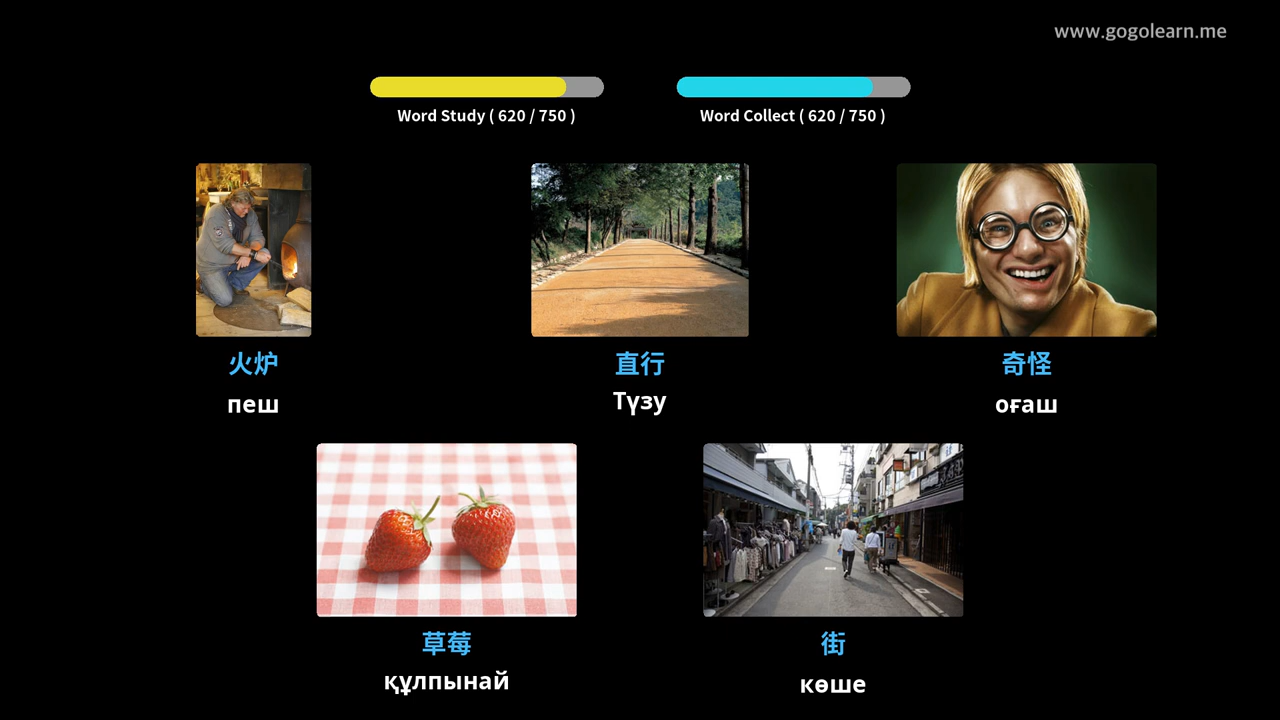 www.gogolearn.me
Word Study ( 620 / 750 )
Word Collect ( 620 / 750 )
火炉
пеш
直行
Түзу
奇怪
оғаш
草莓
құлпынай
街
көше